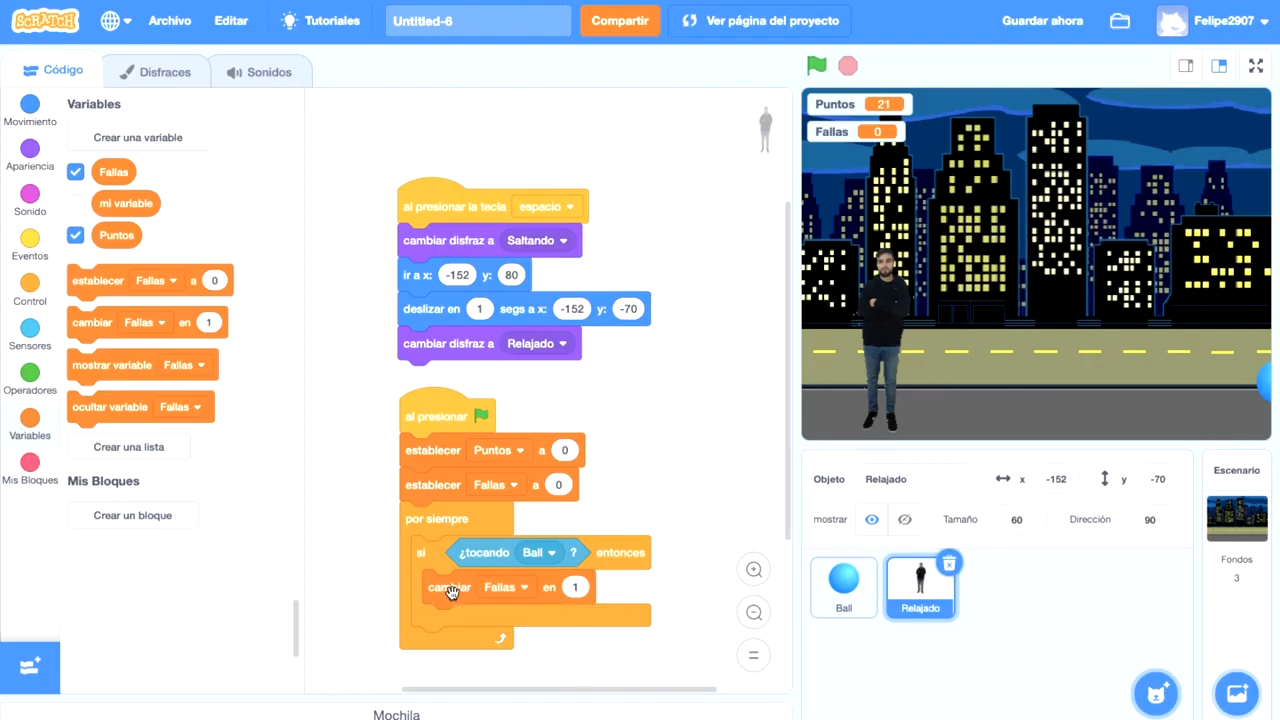 SCRATCH
Archivo
Editar
Tutoriales
Untitled-6
Compartir
Ver página del proyecto
Guardar ahora
Felipe2907
Código
Disfraces
Sonidos
Movimiento
Apariencia
Sonido
Eventos
Control
Sensores
Operadores
Variables
Mis Bloques
Variables
Crear una variable
Fallas
mi variable
Puntos
establecer Fallas a 0
cambiar Fallas en 1
mostrar variable Fallas
ocultar variable Fallas
Crear una lista
Mis Bloques
Crear un bloque
al presionar la tecla espacio
cambiar disfraz a Saltando
ir a x: -152 y: 80
deslizar en 1 segs a x: -152 y: -70
cambiar disfraz a Relajado
al presionar
establecer Puntos a 0
establecer Fallas a 0
por siempre
si ¿tocando Ball ? entonces
cambiar Fallas en 1
Mochila
Puntos 21
Fallas 0
Objeto Relajado x -152 y -70
mostrar Tamaño 60 Dirección 90
Ball
Relajado
Escenario
Fondos
3